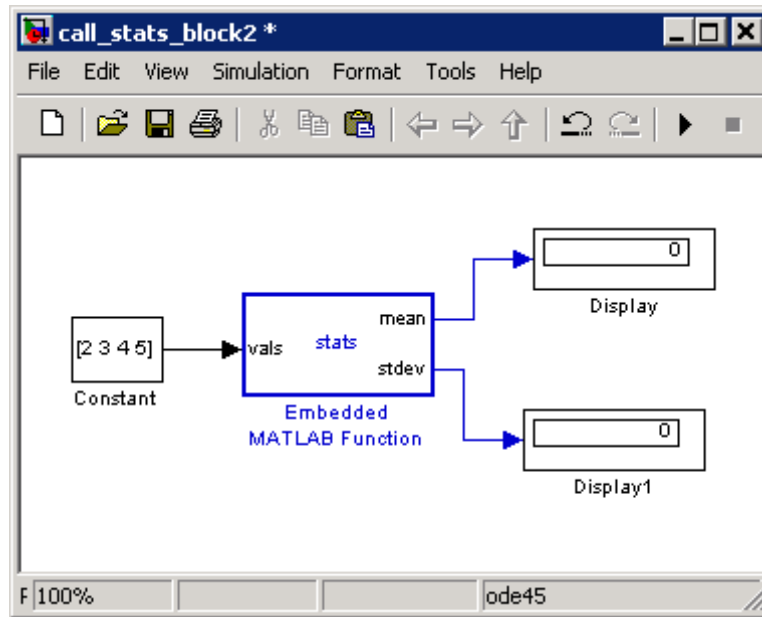 call_stats_block2 *
File Edit View Simulation Format Tools Help
0
Display
mean
[2 3 4 5]
vals
stats
stdev
Constant
Embedded
MATLAB Function
0
Display1
F 100%
ode45